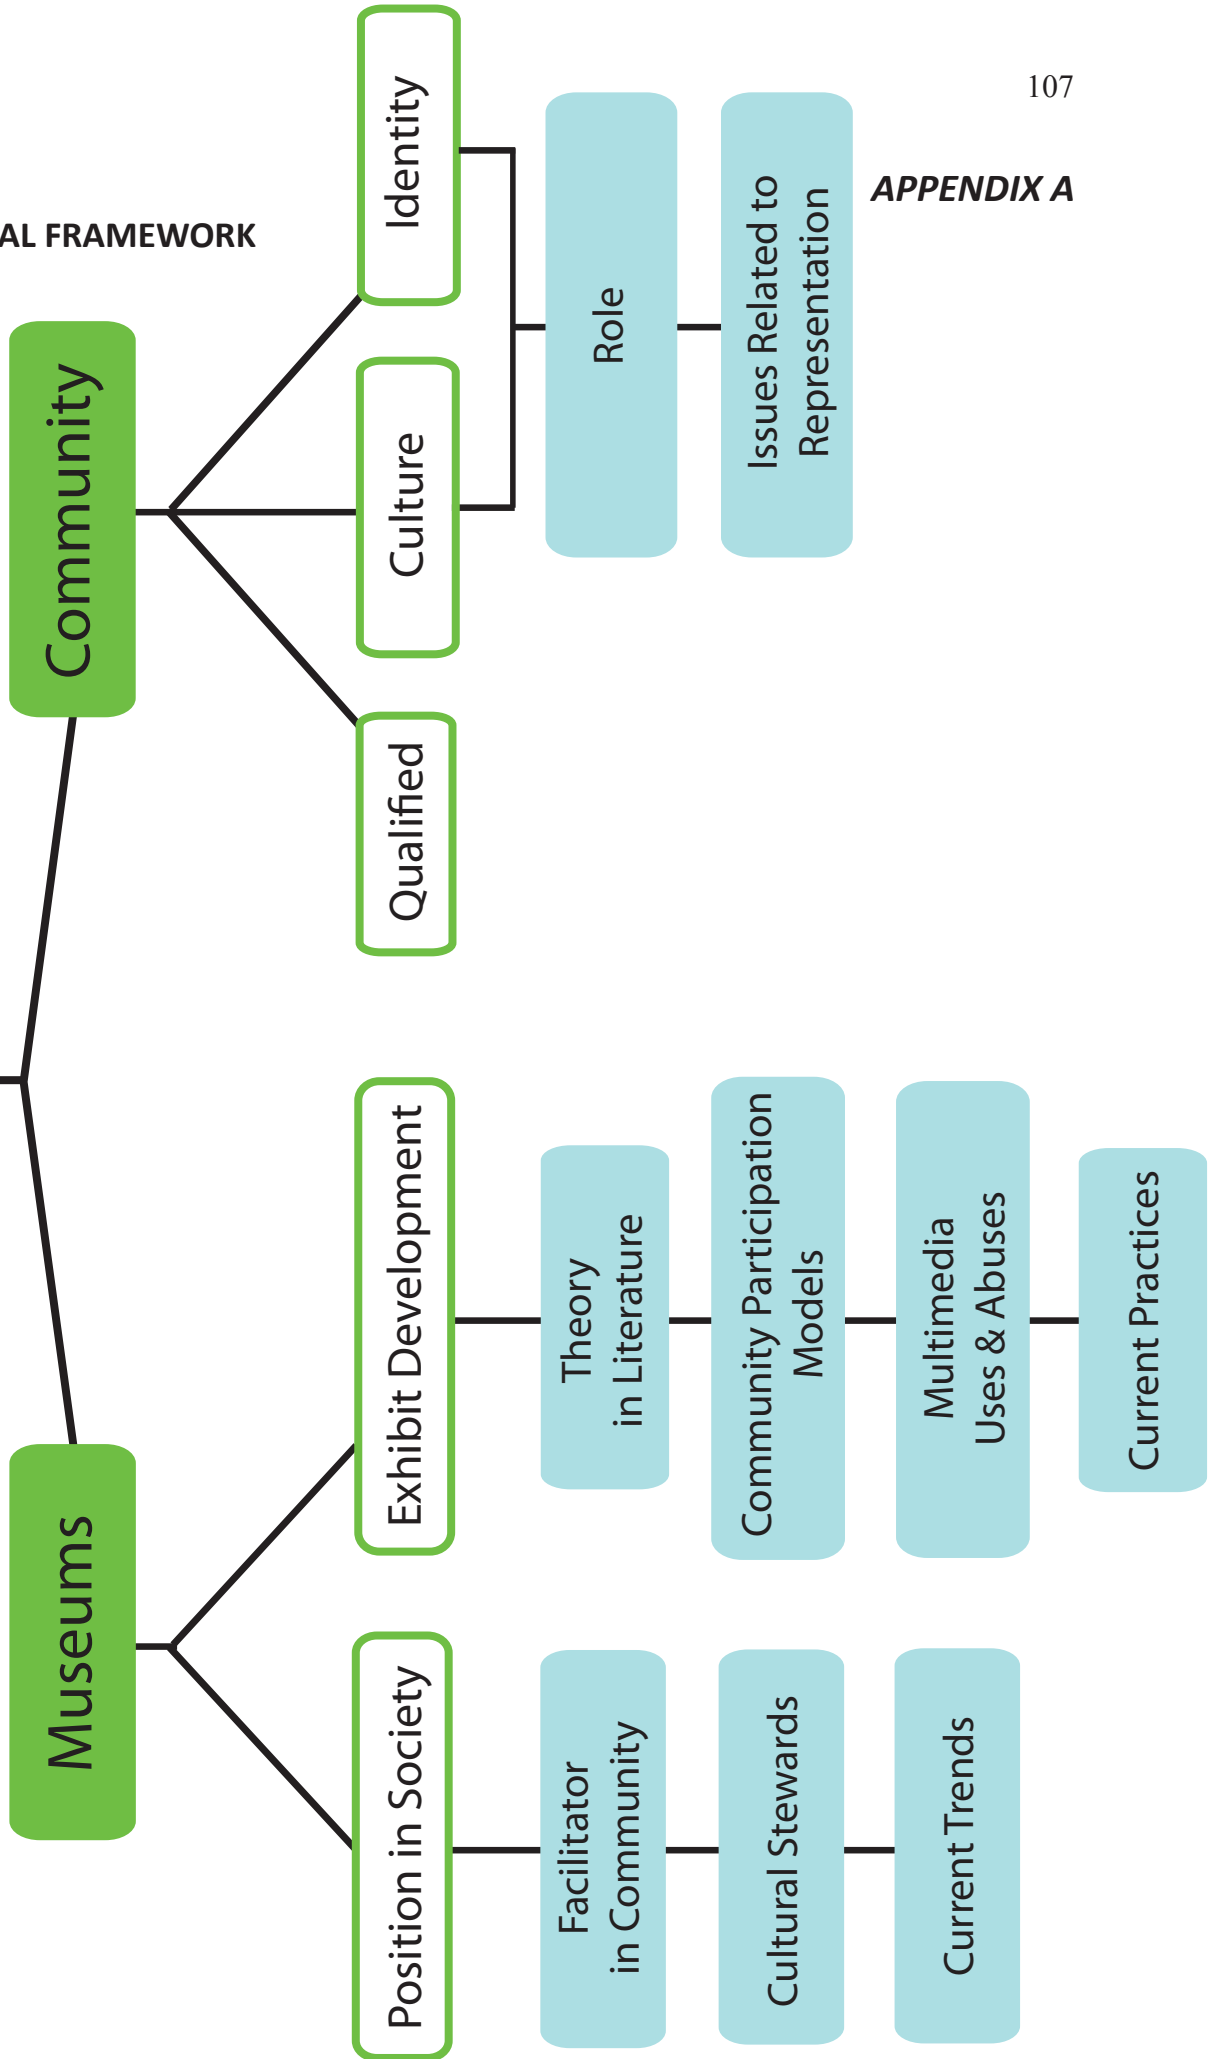 107
APPENDIX A
AL FRAMEWORK
Museums
Community
Position in Society
Exhibit Development
Qualified
Culture
Identity
Facilitator
in Community
Cultural Stewards
Current Trends
Theory
in Literature
Community Participation
Models
Multimedia
Uses & Abuses
Current Practices
Role
Issues Related to
Representation